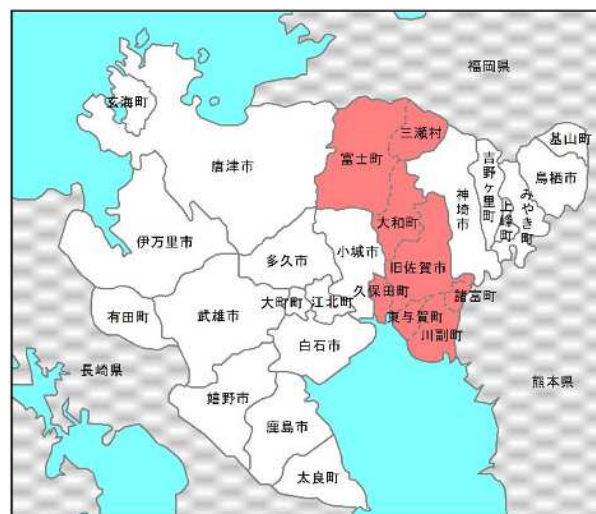 福岡県
玄海町
三瀬村
基山町
富士町
吉野ヶ里町
鳥栖市
唐津市
神埼市
上峰町
みやき町
大和町
伊万里市
小城市
多久市
旧佐賀市
久保田町
諸富町
大町町
江北町
有田町
武雄市
東与賀町
川副町
白石市
長崎県
熊本県
嬉野市
鹿島市
太良町